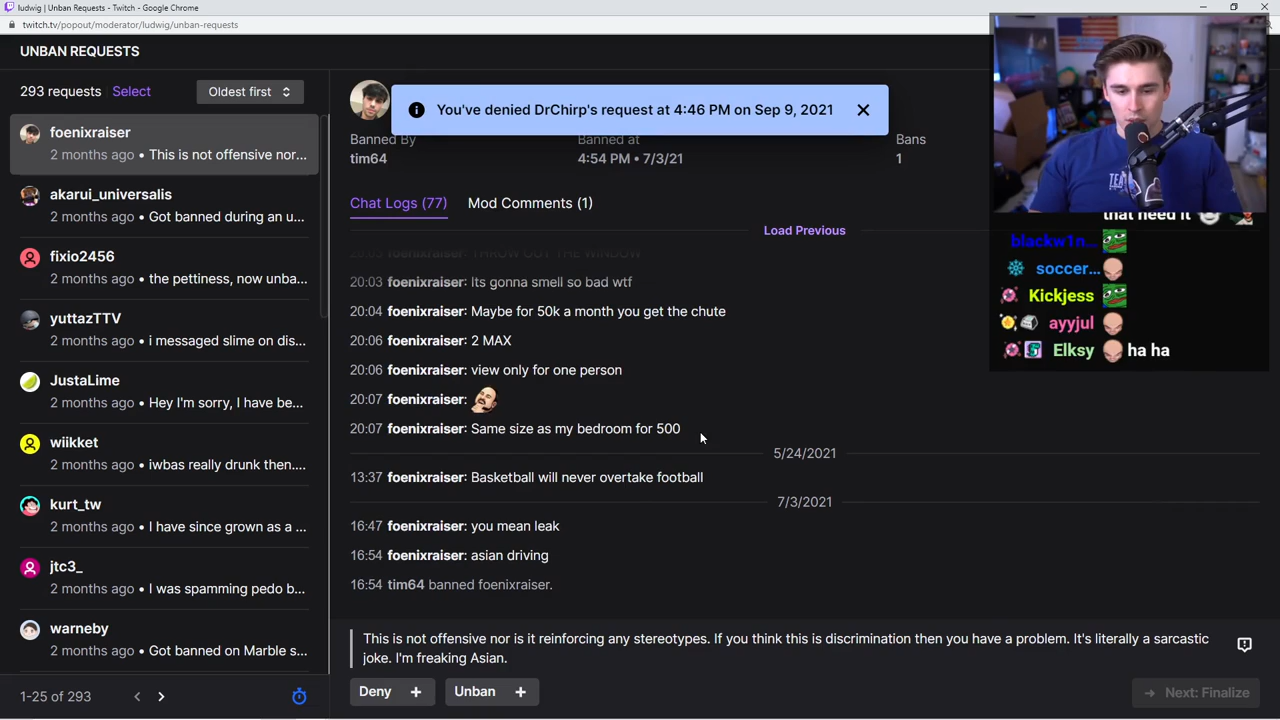 ludwig | Unban Requests - Twitch - Google Chrome
twitch.tv/popout/moderator/ludwig/unban-requests
UNBAN REQUESTS
293 requests Select Oldest first
foenixraiser
2 months ago • This is not offensive nor...
akarui_universalis
2 months ago • Got banned during an u...
fixio2456
2 months ago • the pettiness, now unba...
yuttazTTV
2 months ago • i messaged slime on dis...
JustaLime
2 months ago • Hey I'm sorry, I have be...
wiikket
2 months ago • iwbas really drunk then....
kurt_tw
2 months ago • I have since grown as a ...
jtc3_
2 months ago • I was spamming pedo b...
warneby
2 months ago • Got banned on Marble s...
1-25 of 293
You've denied DrChirp's request at 4:46 PM on Sep 9, 2021
Banned By Banned at Bans
tim64 4:54 PM • 7/3/21 1
Chat Logs (77) Mod Comments (1)
Load Previous
20:03 foenixraiser: THROW OUT THE WINDOW
20:03 foenixraiser: Its gonna smell so bad wtf
20:04 foenixraiser: Maybe for 50k a month you get the chute
20:06 foenixraiser: 2 MAX
20:06 foenixraiser: view only for one person
20:07 foenixraiser:
20:07 foenixraiser: Same size as my bedroom for 500
5/24/2021
13:37 foenixraiser: Basketball will never overtake football
7/3/2021
16:47 foenixraiser: you mean leak
16:54 foenixraiser: asian driving
16:54 tim64 banned foenixraiser.
This is not offensive nor is it reinforcing any stereotypes. If you think this is discrimination then you have a problem. It's literally a sarcastic
joke. I'm freaking Asian.
Deny + Unban + Next: Finalize
that need it
blackw1n...
soccer...
Kickjess
ayyjul
Elksy ha ha